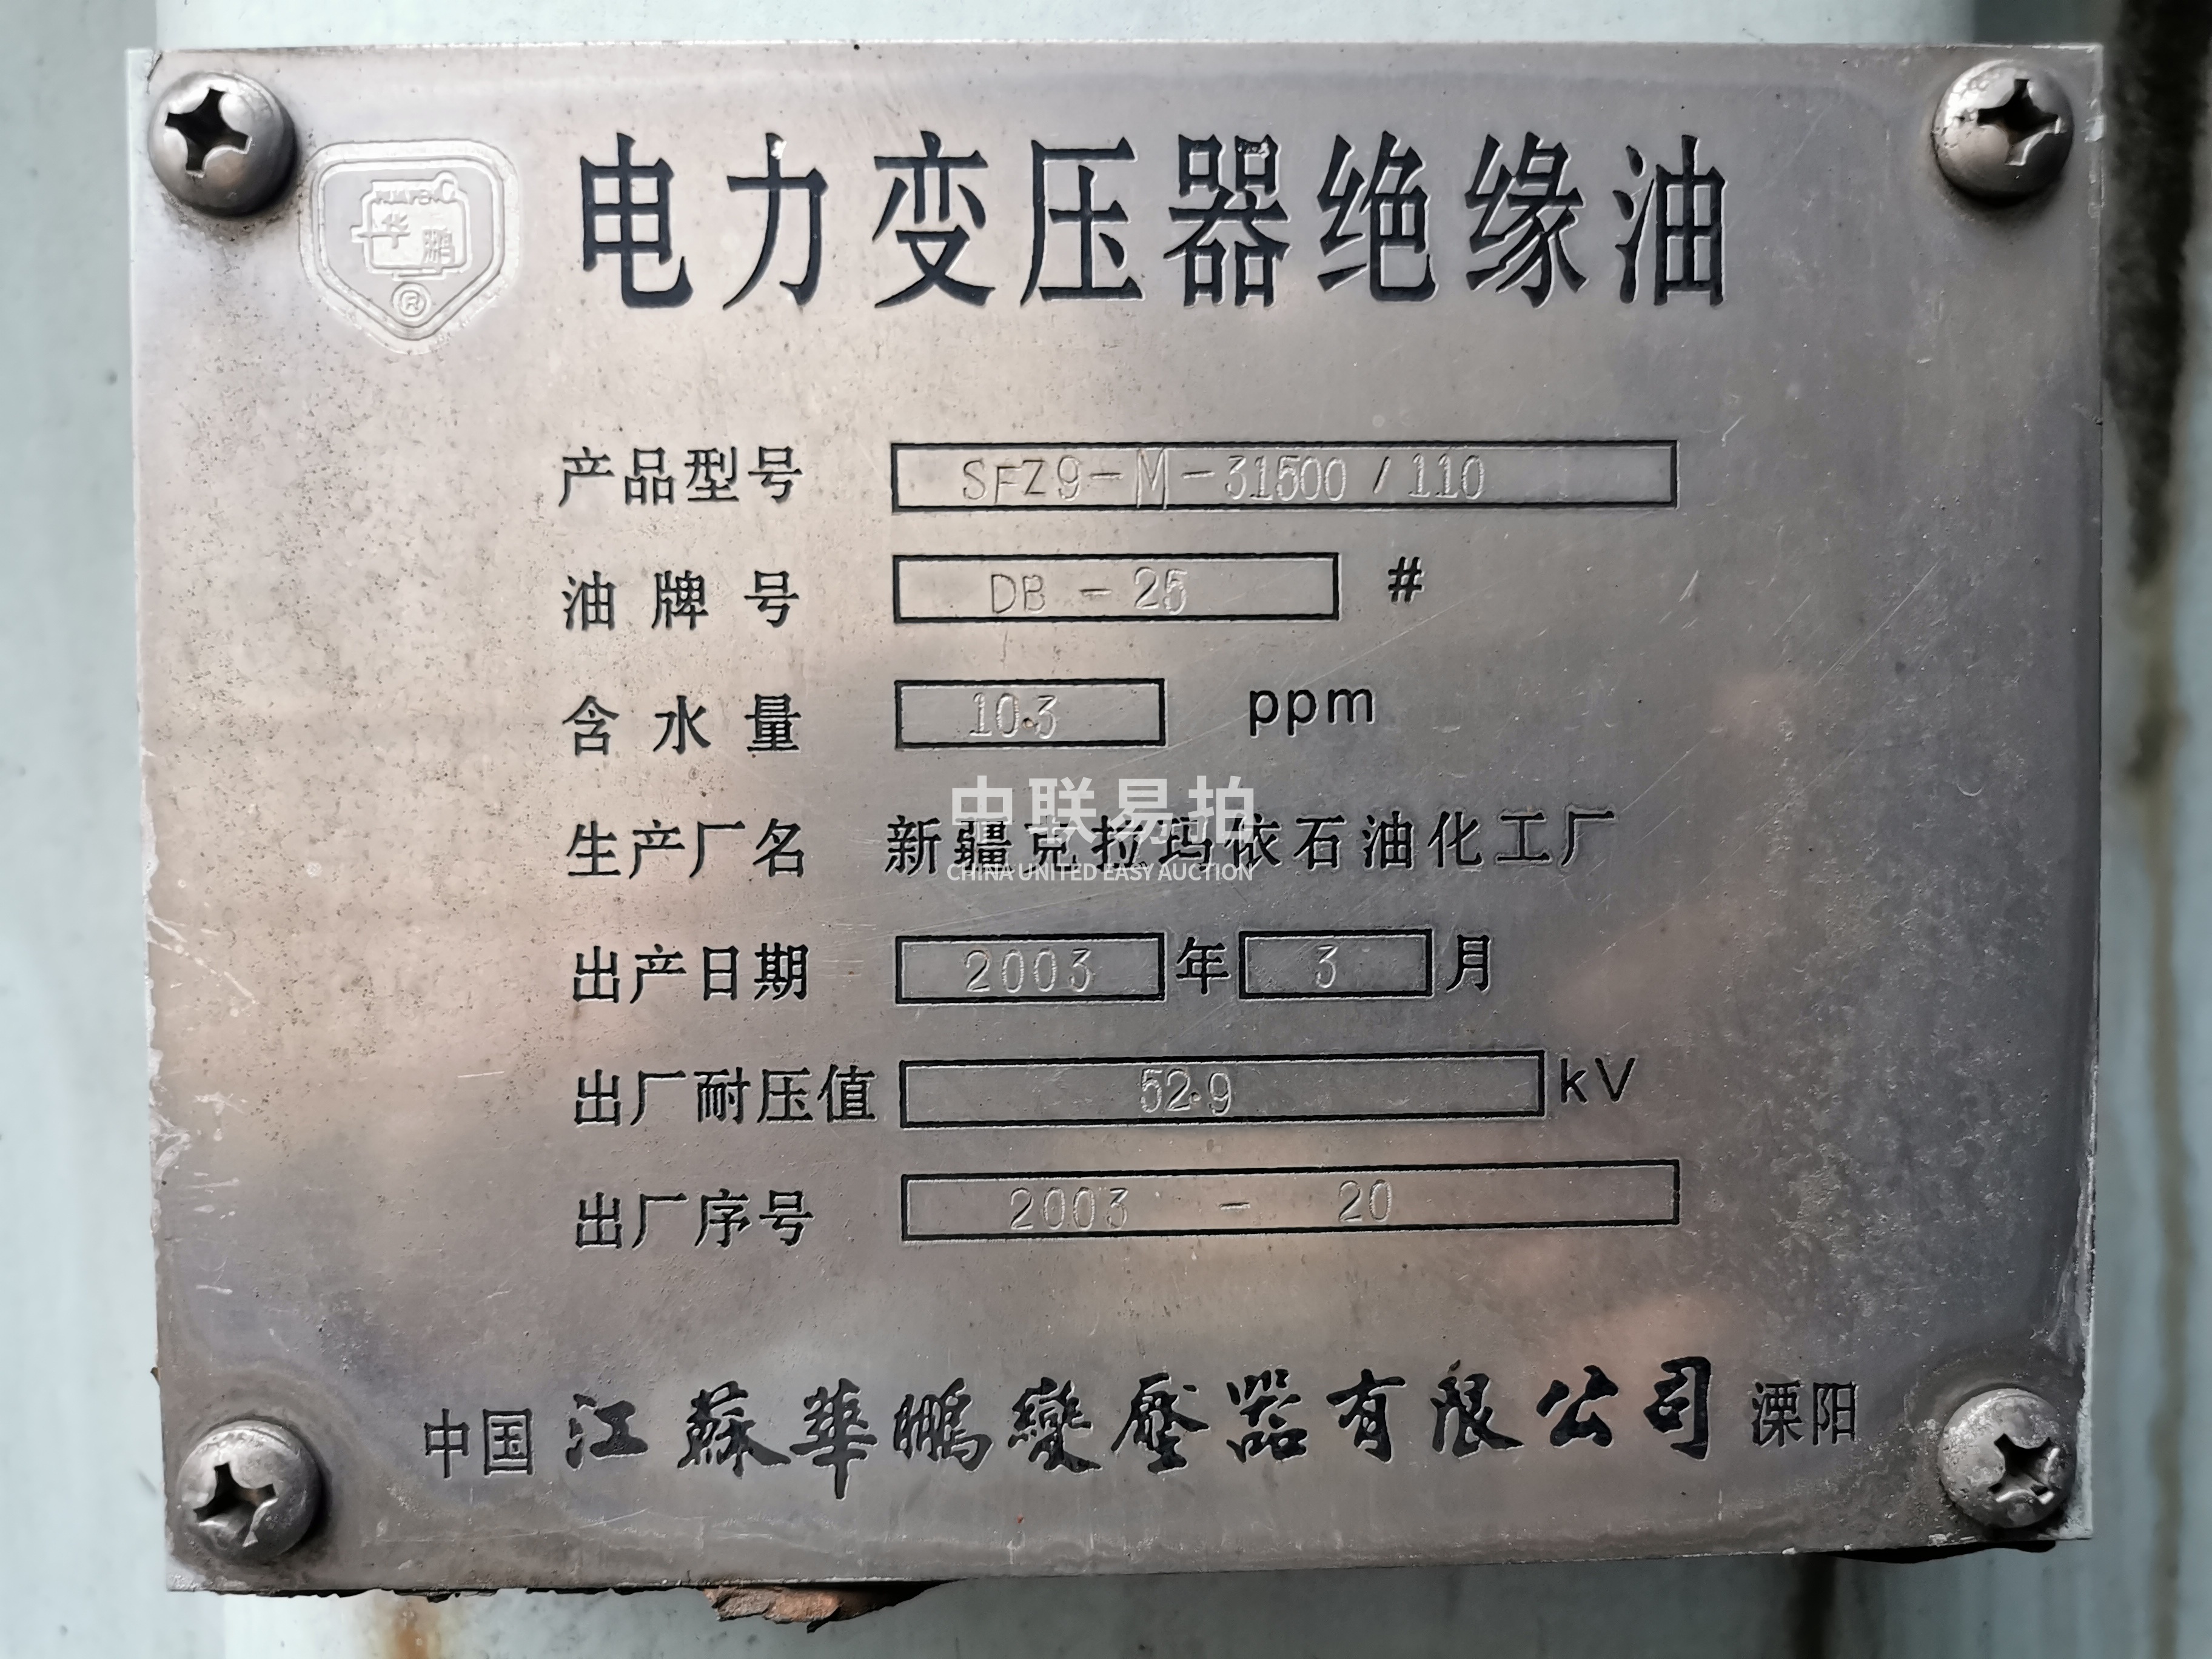 HUAPENG
华鹏
®
电力变压器绝缘油
产品型号 SFZ9-M-31500/110
油牌号 DB-25 #
含水量 10.3 ppm
中联易拍
生产厂名 新疆克拉玛依石油化工厂
CHINA UNITED EASY AUCTION
出产日期 2003 年 3 月
出厂耐压值 52.9 kV
出厂序号 2003-20
中国 江蘇華鵬變壓器有限公司 溧阳